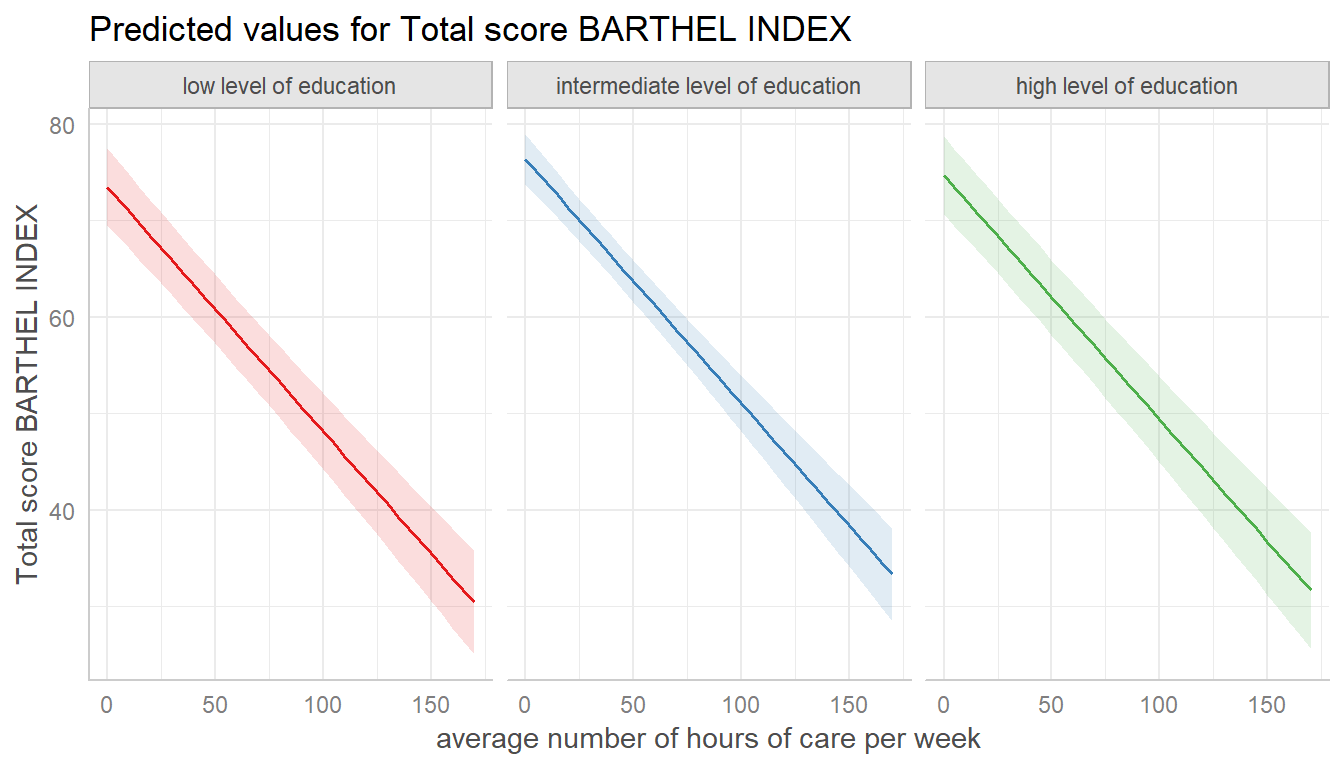 Predicted values for Total score BARTHEL INDEX
low level of education
intermediate level of education
high level of education
Total score BARTHEL INDEX
80
60
40
0 50 100 150
0 50 100 150
0 50 100 150
average number of hours of care per week